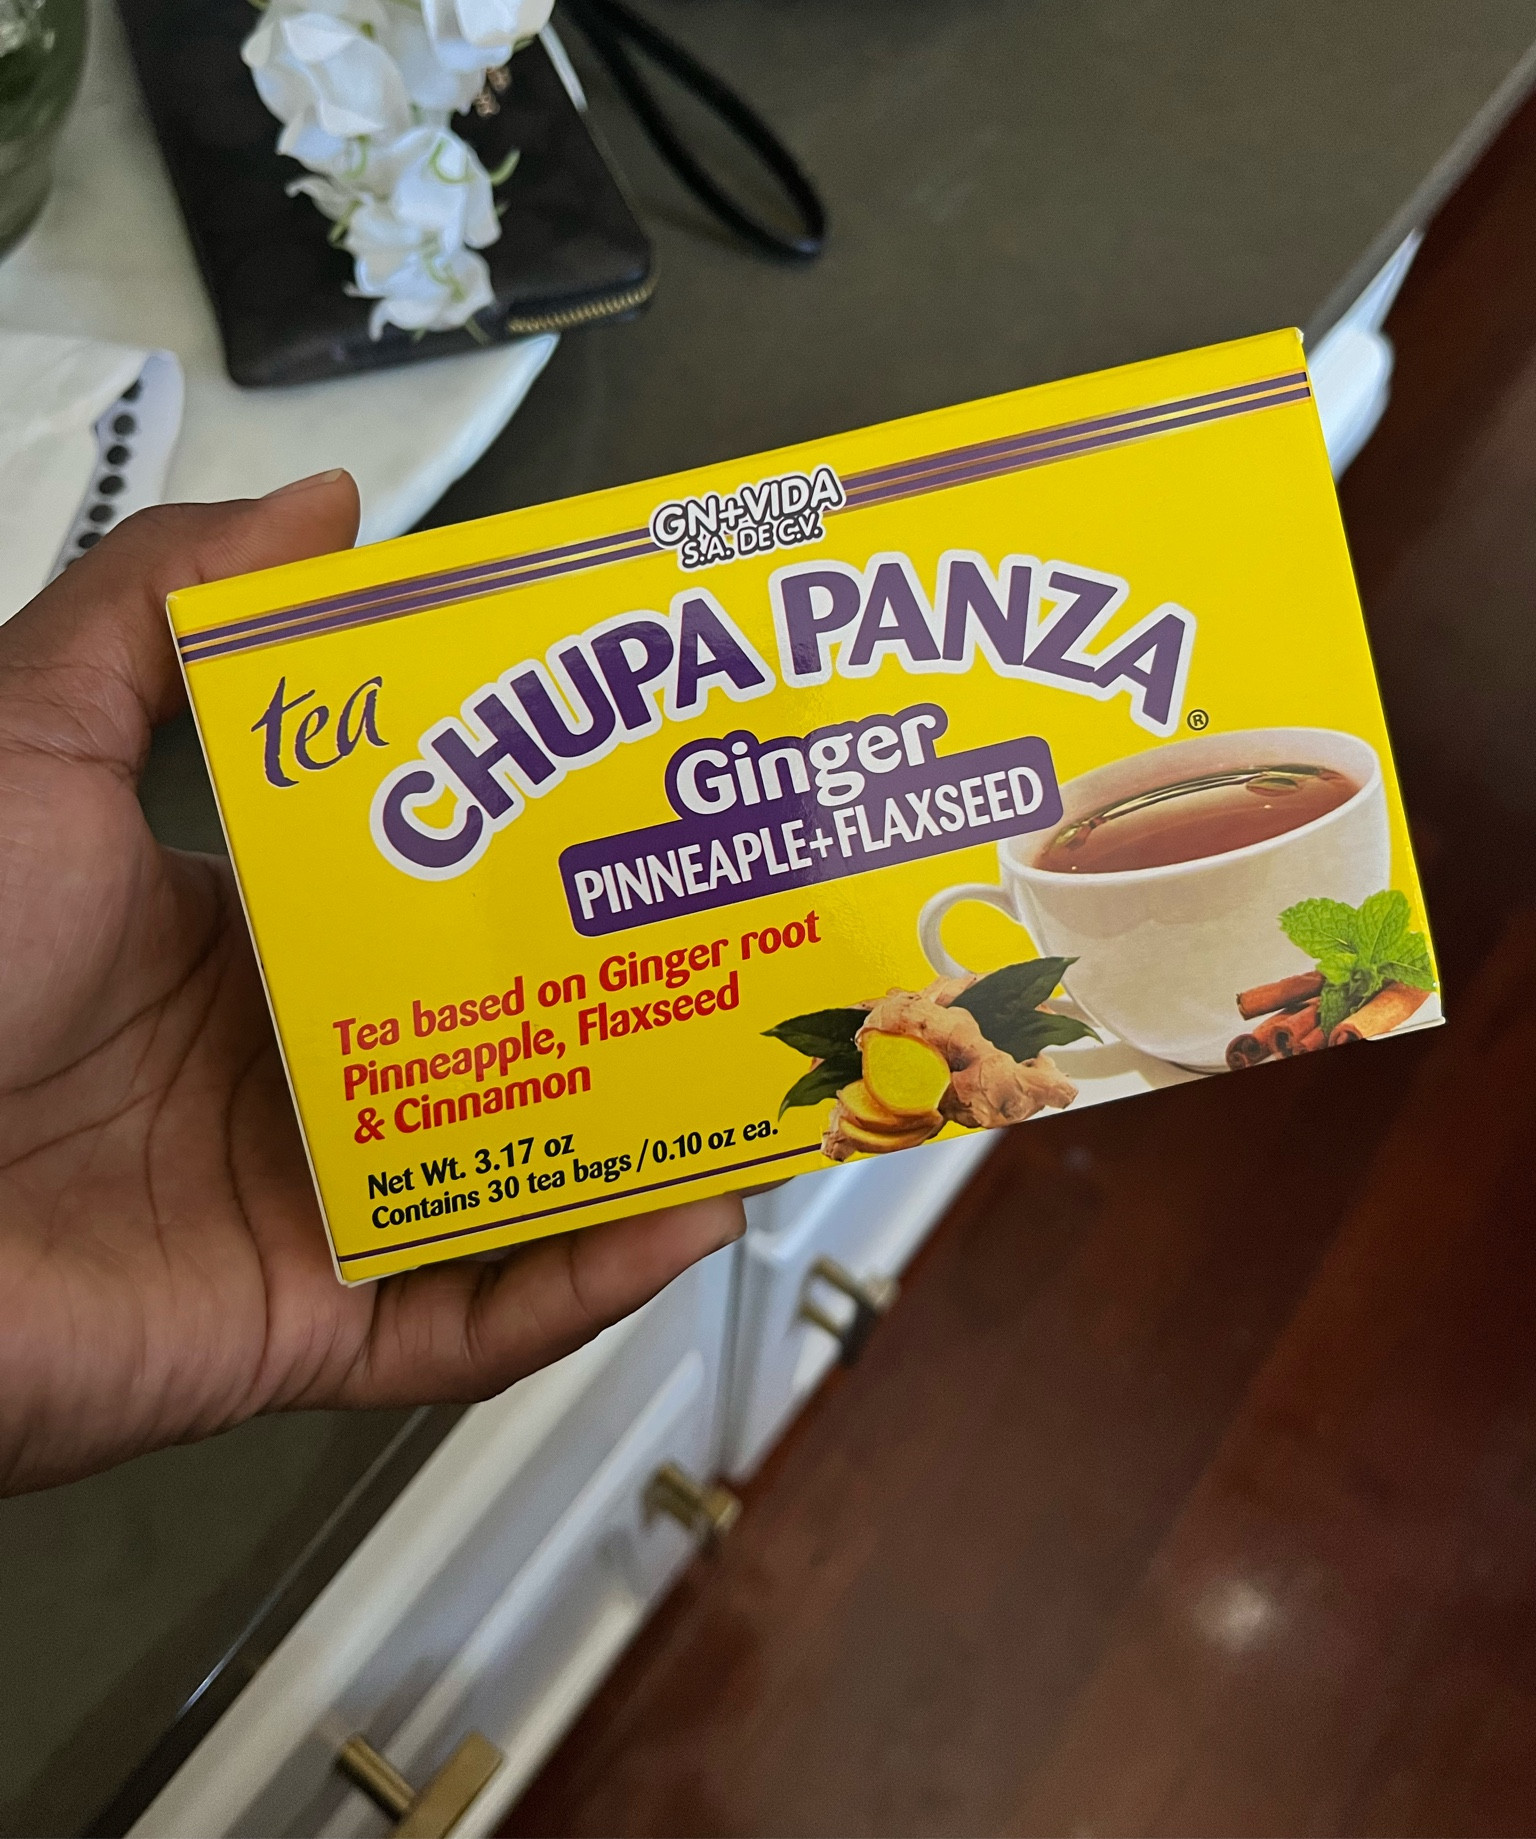 GN+VIDA
S.A. DE C.V.
tea
CHUPA PANZA®
Ginger
PINNEAPLE+FLAXSEED
Tea based on Ginger root
Pinneapple, Flaxseed
& Cinnamon
Net Wt. 3.17 oz
Contains 30 tea bags / 0.10 oz ea.